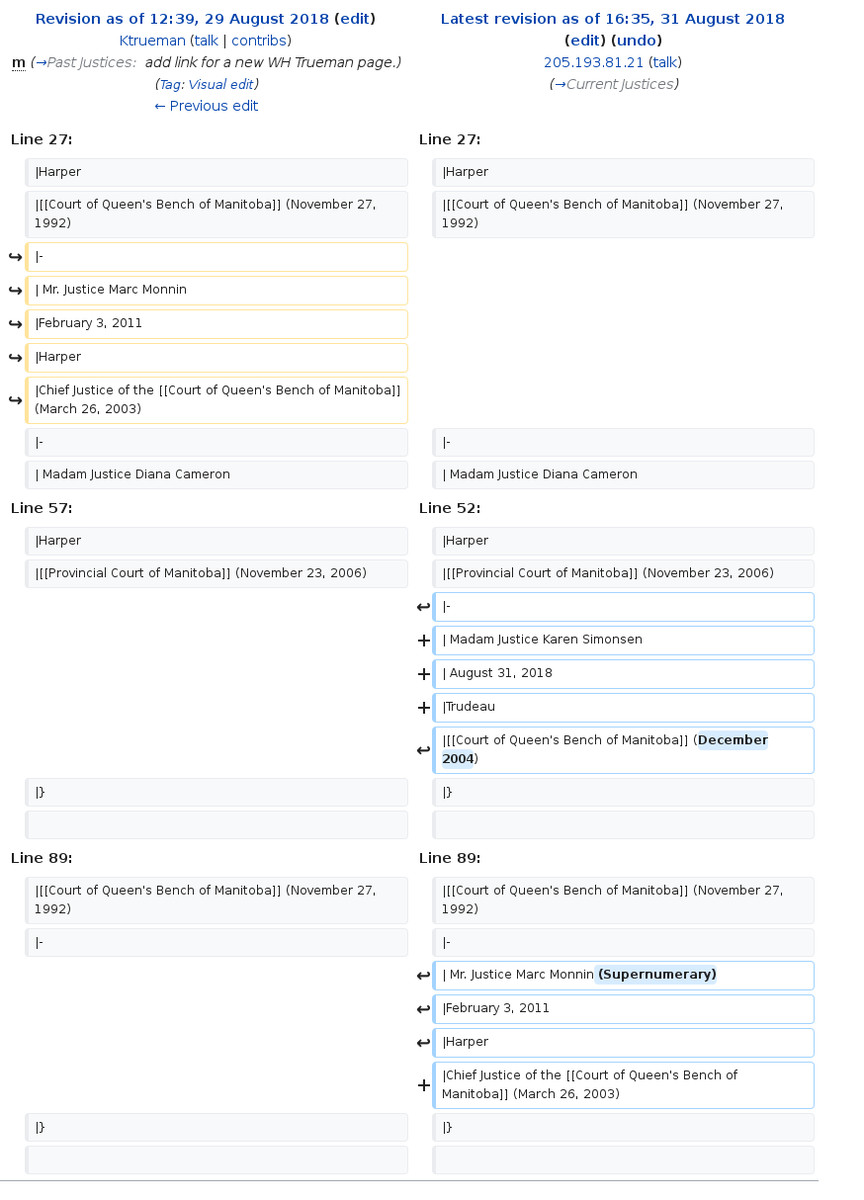 Revision as of 12:39, 29 August 2018 (edit)
Ktrueman (talk | contribs)
m (→Past Justices: add link for a new WH Trueman page.)
(Tag: Visual edit)
← Previous edit
Latest revision as of 16:35, 31 August 2018
(edit) (undo)
205.193.81.21 (talk)
(→Current Justices)
Line 27:
Line 27:
|Harper
|Harper
|[[Court of Queen's Bench of Manitoba]] (November 27,
1992)
|[[Court of Queen's Bench of Manitoba]] (November 27,
1992)
↪ |-
↪ | Mr. Justice Marc Monnin
↪ |February 3, 2011
↪ |Harper
↪ |Chief Justice of the [[Court of Queen's Bench of Manitoba]]
(March 26, 2003)
|-
|-
| Madam Justice Diana Cameron
| Madam Justice Diana Cameron
Line 57:
Line 52:
|Harper
|Harper
|[[Provincial Court of Manitoba]] (November 23, 2006)
|[[Provincial Court of Manitoba]] (November 23, 2006)
↩ |-
+ | Madam Justice Karen Simonsen
+ | August 31, 2018
+ |Trudeau
↩ |[[Court of Queen's Bench of Manitoba]] (December
2004)
|}
|}
Line 89:
Line 89:
|[[Court of Queen's Bench of Manitoba]] (November 27,
1992)
|[[Court of Queen's Bench of Manitoba]] (November 27,
1992)
|-
|-
↩ | Mr. Justice Marc Monnin (Supernumerary)
↩ |February 3, 2011
↩ |Harper
+ |Chief Justice of the [[Court of Queen's Bench of
Manitoba]] (March 26, 2003)
|}
|}